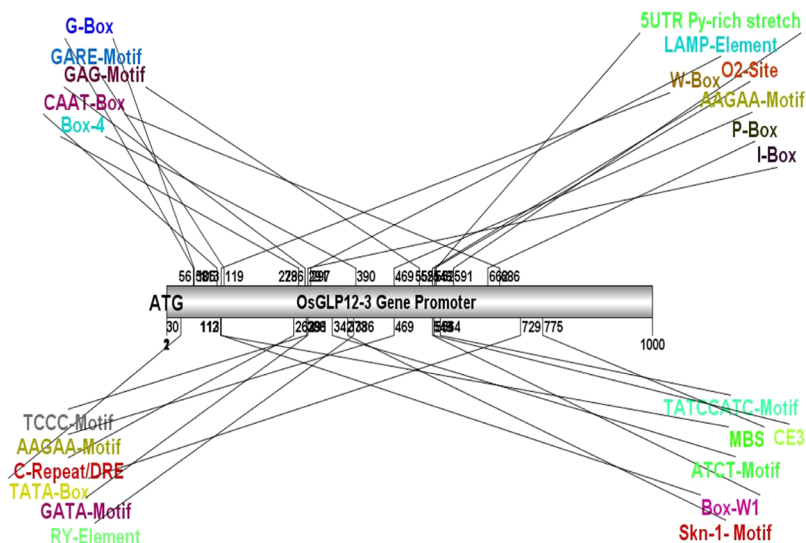 G-Box
GARE-Motif
GAG-Motif
CAAT-Box
Box-4
5UTR Py-rich stretch
LAMP-Element
O2-Site
W-Box
AAGAA-Motif
P-Box
I-Box
56 119 390 469 591
ATG OsGLP12-3 Gene Promoter
30 469 729 775
1000
TCCC-Motif
AAGAA-Motif
C-Repeat/DRE
TATA-Box
GATA-Motif
RY-Element
TATCCATC-Motif
MBS CE3
ATCT-Motif
Box-W1
Skn-1- Motif